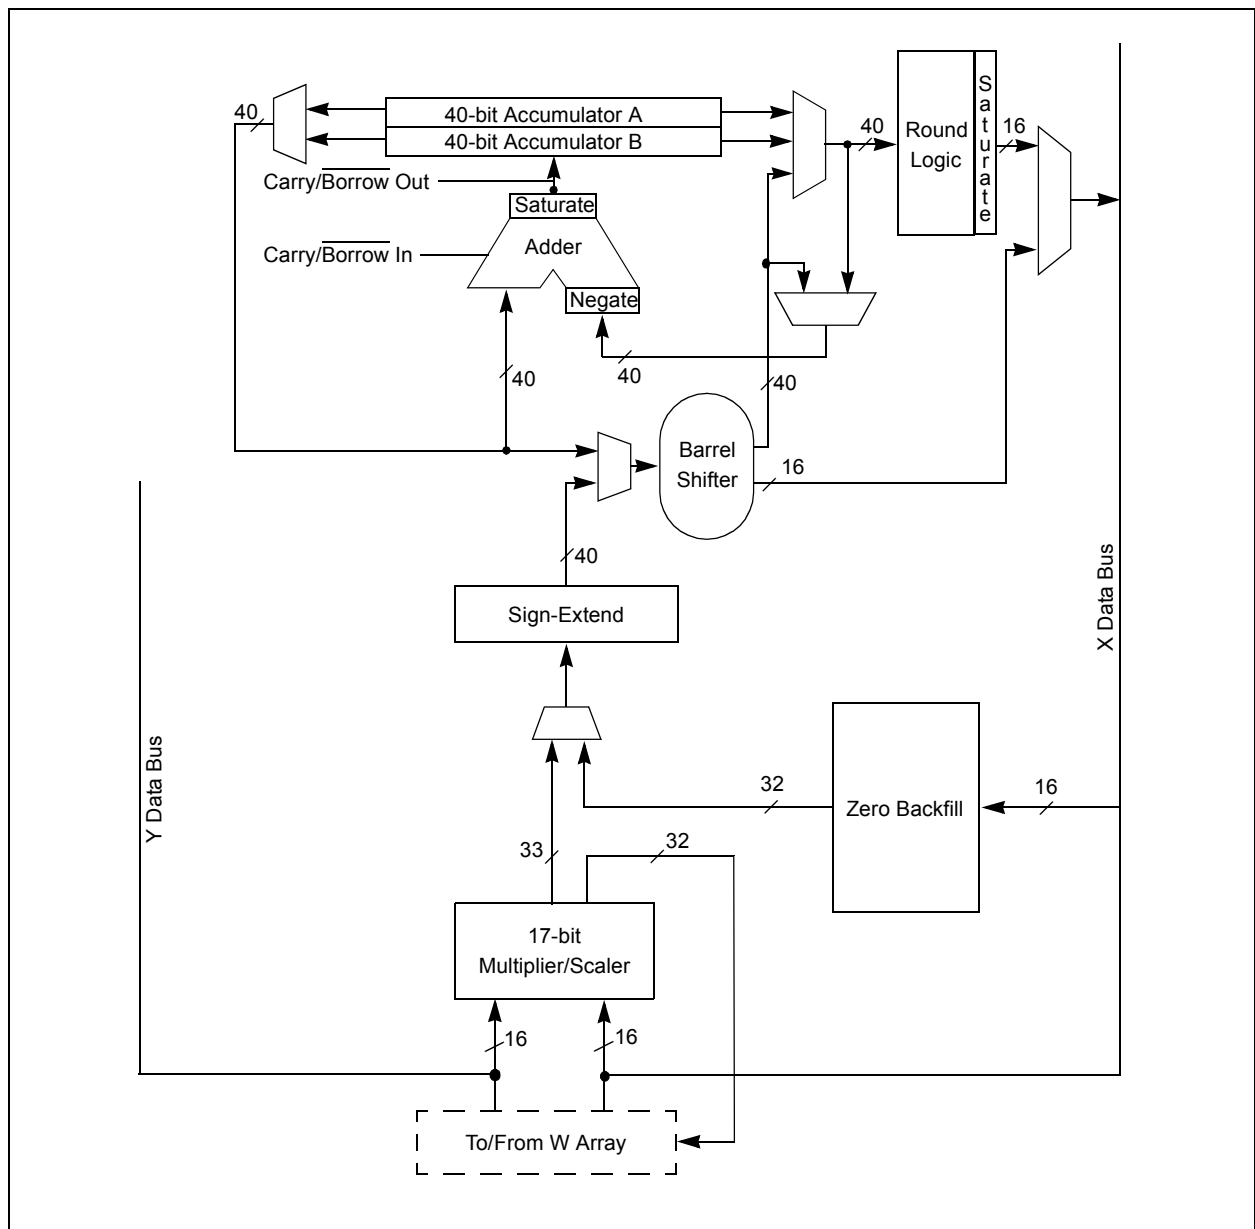 40
40-bit Accumulator A
40-bit Accumulator B
40
Round
Logic
Saturate
16
Carry/Borrow Out
Saturate
Carry/Borrow In
Adder
Negate
40
40
40
Barrel
Shifter
16
40
Sign-Extend
X Data Bus
Y Data Bus
32
Zero Backfill
16
33
32
17-bit
Multiplier/Scaler
16
16
To/From W Array